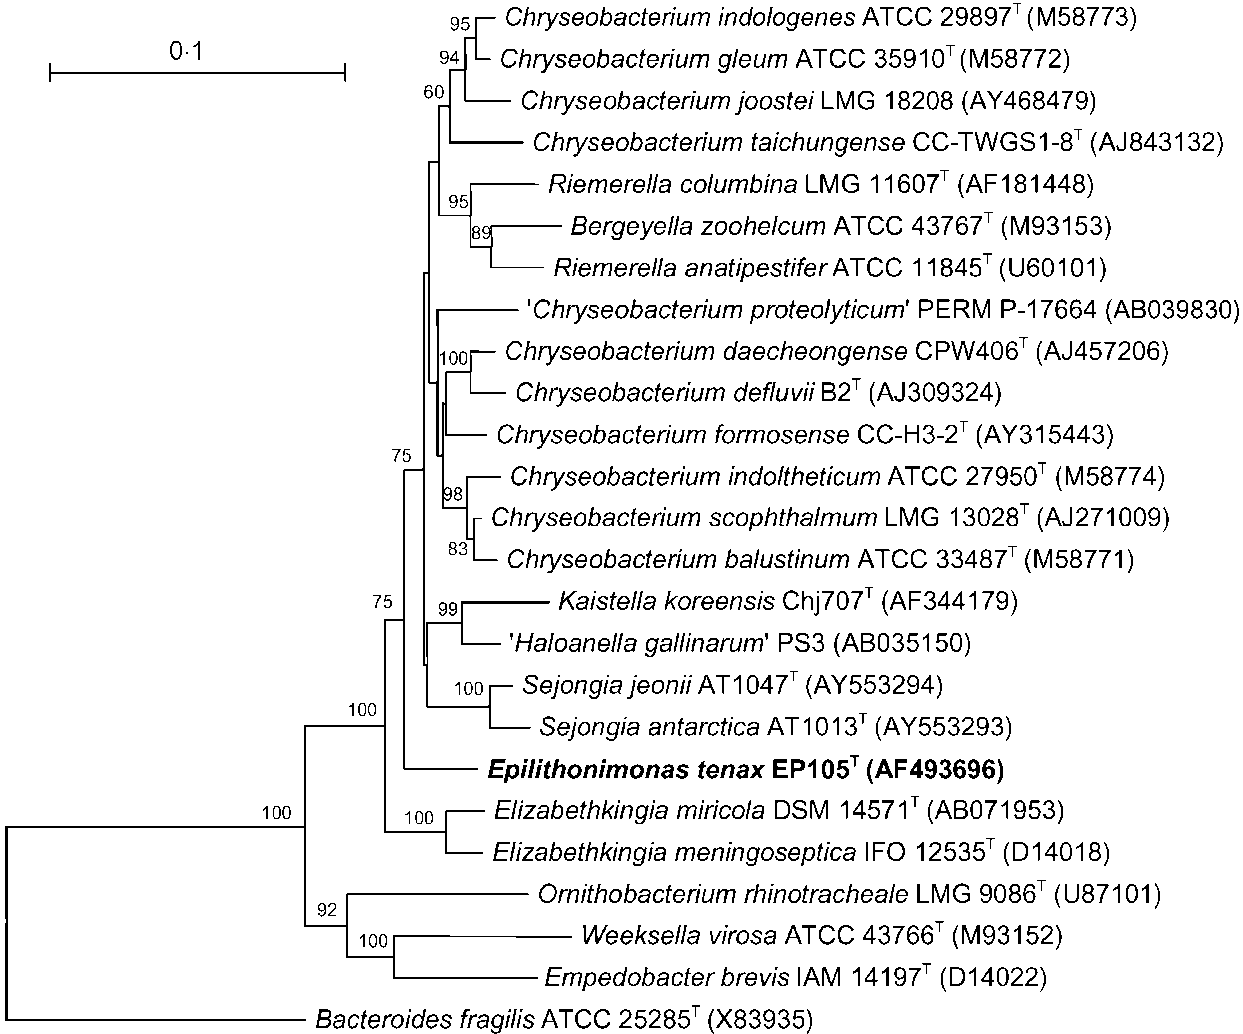 Chryseobacterium indologenes ATCC 29897T (M58773)
0·1
95
Chryseobacterium gleum ATCC 35910T (M58772)
94
60
Chryseobacterium joostei LMG 18208 (AY468479)
Chryseobacterium taichungense CC-TWGS1-8T (AJ843132)
Riemerella columbina LMG 11607T (AF181448)
95
Bergeyella zoohelcum ATCC 43767T (M93153)
89
Riemerella anatipestifer ATCC 11845T (U60101)
'Chryseobacterium proteolyticum' PERM P-17664 (AB039830)
100
Chryseobacterium daecheongense CPW406T (AJ457206)
Chryseobacterium defluvii B2T (AJ309324)
Chryseobacterium formosense CC-H3-2T (AY315443)
75
Chryseobacterium indoltheticum ATCC 27950T (M58774)
98
Chryseobacterium scophthalmum LMG 13028T (AJ271009)
83
Chryseobacterium balustinum ATCC 33487T (M58771)
75
99
Kaistella koreensis Chj707T (AF344179)
'Haloanella gallinarum' PS3 (AB035150)
100
Sejongia jeonii AT1047T (AY553294)
100
Sejongia antarctica AT1013T (AY553293)
Epilithonimonas tenax EP105T (AF493696)
100
100
Elizabethkingia miricola DSM 14571T (AB071953)
Elizabethkingia meningoseptica IFO 12535T (D14018)
Ornithobacterium rhinotracheale LMG 9086T (U87101)
92
100
Weeksella virosa ATCC 43766T (M93152)
Empedobacter brevis IAM 14197T (D14022)
Bacteroides fragilis ATCC 25285T (X83935)